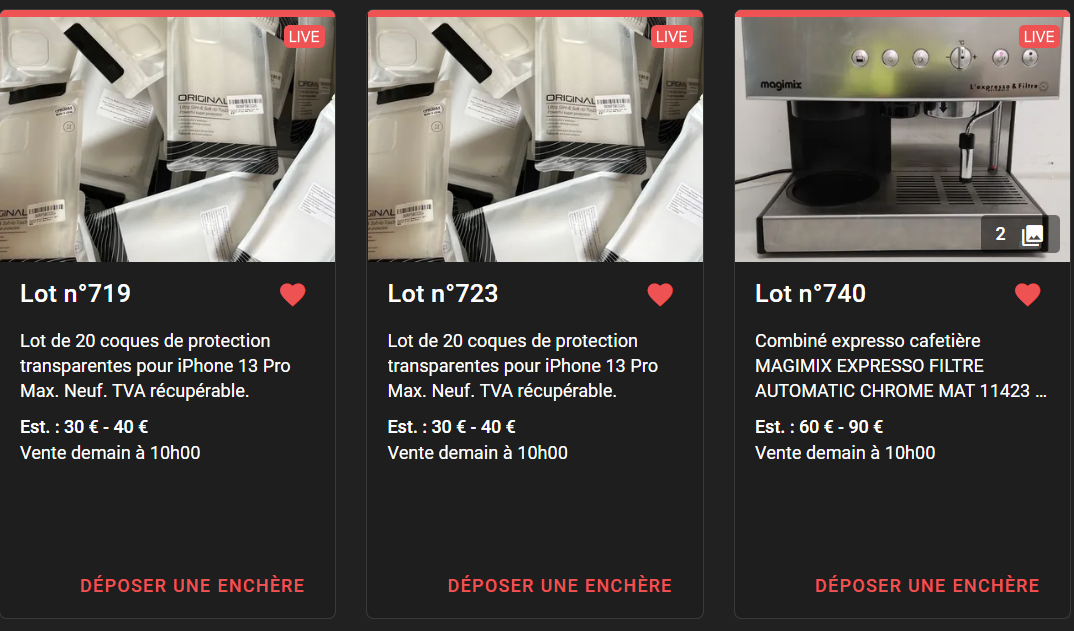 LIVE
ORIGINAL
Lot n°719
Lot de 20 coques de protection
transparentes pour iPhone 13 Pro
Max. Neuf. TVA récupérable.
Est. : 30 € - 40 €
Vente demain à 10h00
DÉPOSER UNE ENCHÈRE
LIVE
ORIGINAL
Lot n°723
Lot de 20 coques de protection
transparentes pour iPhone 13 Pro
Max. Neuf. TVA récupérable.
Est. : 30 € - 40 €
Vente demain à 10h00
DÉPOSER UNE ENCHÈRE
LIVE
magimix
L'expresso & Filtre
2
Lot n°740
Combiné expresso cafetière
MAGIMIX EXPRESSO FILTRE
AUTOMATIC CHROME MAT 11423 ...
Est. : 60 € - 90 €
Vente demain à 10h00
DÉPOSER UNE ENCHÈRE